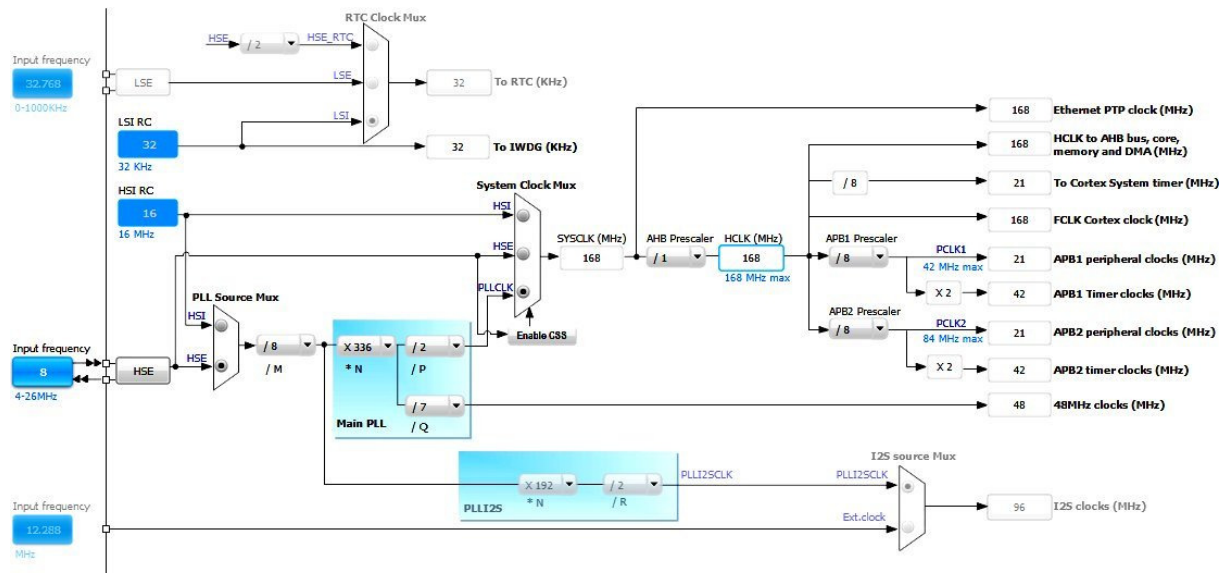 RTC Clock Mux
HSE
/ 2
HSE_RTC
Input frequency
32.768
0-1000KHz
LSE
LSE
32
To RTC (KHz)
LSI RC
LSI
32
32 KHz
32
To IWDG (KHz)
HSI RC
16
16 MHz
System Clock Mux
HSI
HSE
PLLCLK
Enable CSS
SYSCLK (MHz)
168
AHB Prescaler
/ 1
HCLK (MHz)
168
168 MHz max
168
Ethernet PTP clock (MHz)
168
HCLK to AHB bus, core,
memory and DMA (MHz)
/ 8
21
To Cortex System timer (MHz)
168
FCLK Cortex clock (MHz)
APB1 Prescaler
/ 8
PCLK1
42 MHz max
21
APB1 peripheral clocks (MHz)
X 2
42
APB1 Timer clocks (MHz)
APB2 Prescaler
/ 8
PCLK2
84 MHz max
21
APB2 peripheral clocks (MHz)
X 2
42
APB2 timer clocks (MHz)
48
48MHz clocks (MHz)
PLL Source Mux
HSI
HSE
Input frequency
8
4-26MHz
HSE
/ 8
/ M
X 336
* N
/ 2
/ P
/ 7
/ Q
Main PLL
X 192
* N
/ 2
/ R
PLLI2S
PLLI2SCLK
PLLI2SCLK
I2S source Mux
Ext.clock
96
I2S clocks (MHz)
Input frequency
12.288
MHz